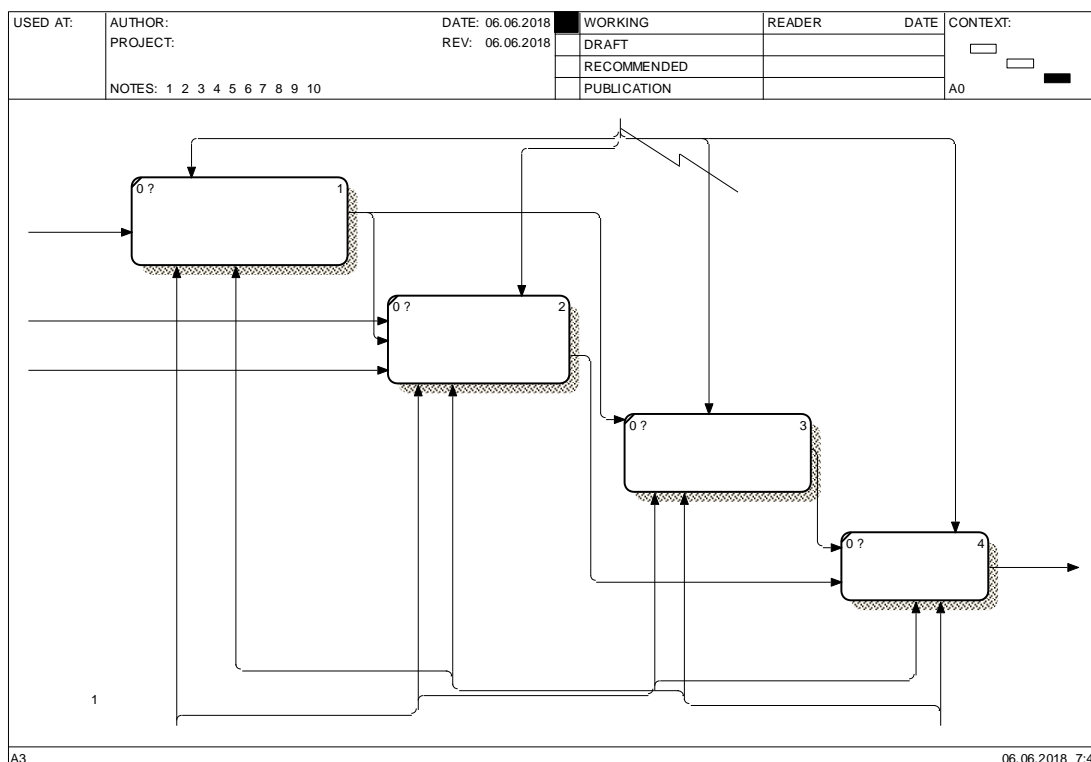 USED AT: AUTHOR: DATE: 06.06.2018 WORKING READER DATE CONTEXT:
PROJECT: REV: 06.06.2018 DRAFT
RECOMMENDED
NOTES: 1 2 3 4 5 6 7 8 9 10 PUBLICATION A0
0 ? 1
0 ? 2
0 ? 3
0 ? 4
1
A3 06.06.2018 7:4